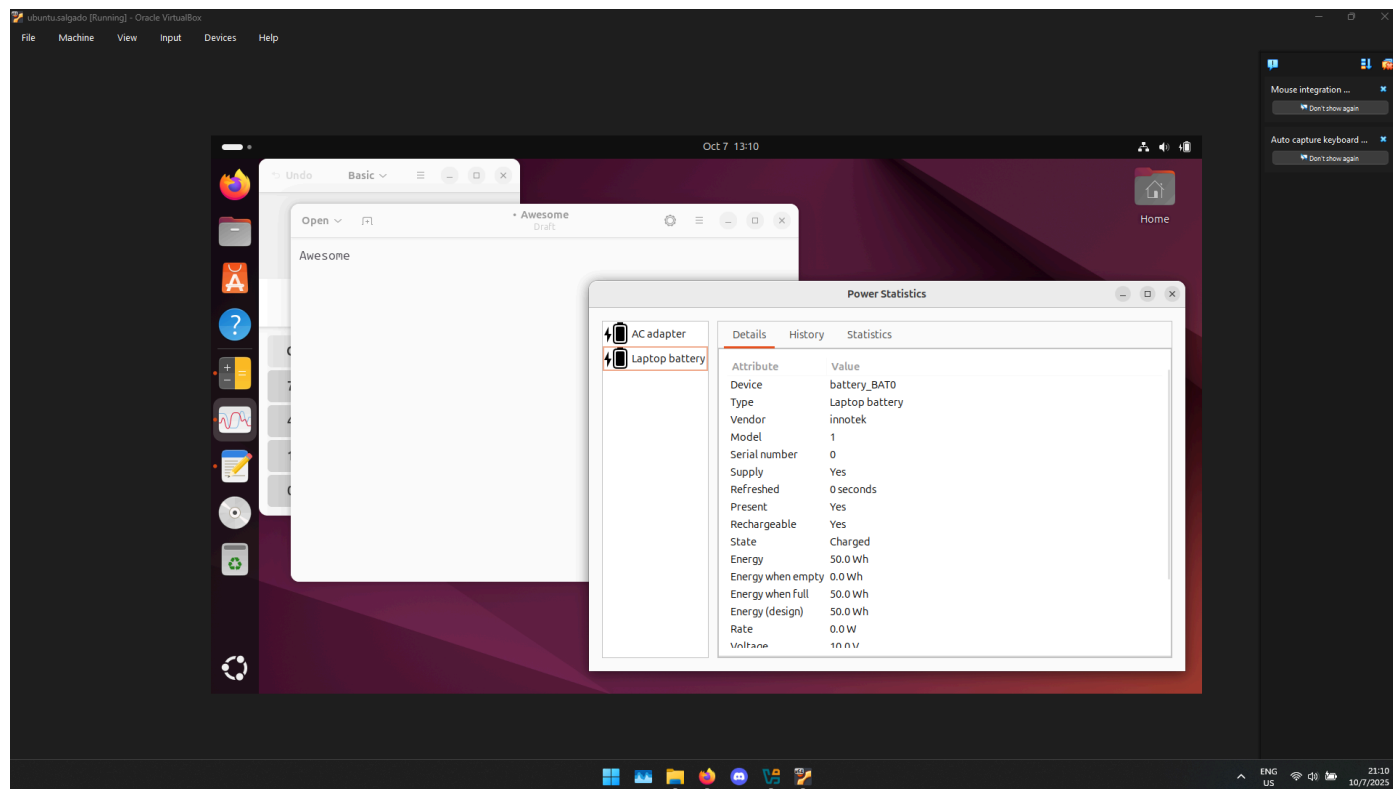 ubuntu.salgado [Running] - Oracle VirtualBox
File Machine View Input Devices Help
Mouse integration ...
Don't show again
Auto capture keyboard ...
Don't show again
Oct 7 13:10
Undo Basic
Open
• Awesome
Draft
Awesome
Home
Power Statistics
AC adapter
Laptop battery
Details History Statistics
Attribute Value
Device battery_BAT0
Type Laptop battery
Vendor innotek
Model 1
Serial number 0
Supply Yes
Refreshed 0 seconds
Present Yes
Rechargeable Yes
State Charged
Energy 50.0 Wh
Energy when empty 0.0 Wh
Energy when full 50.0 Wh
Energy (design) 50.0 Wh
Rate 0.0 W
Voltage 10.0 V
ENG
US
21:10
10/7/2025